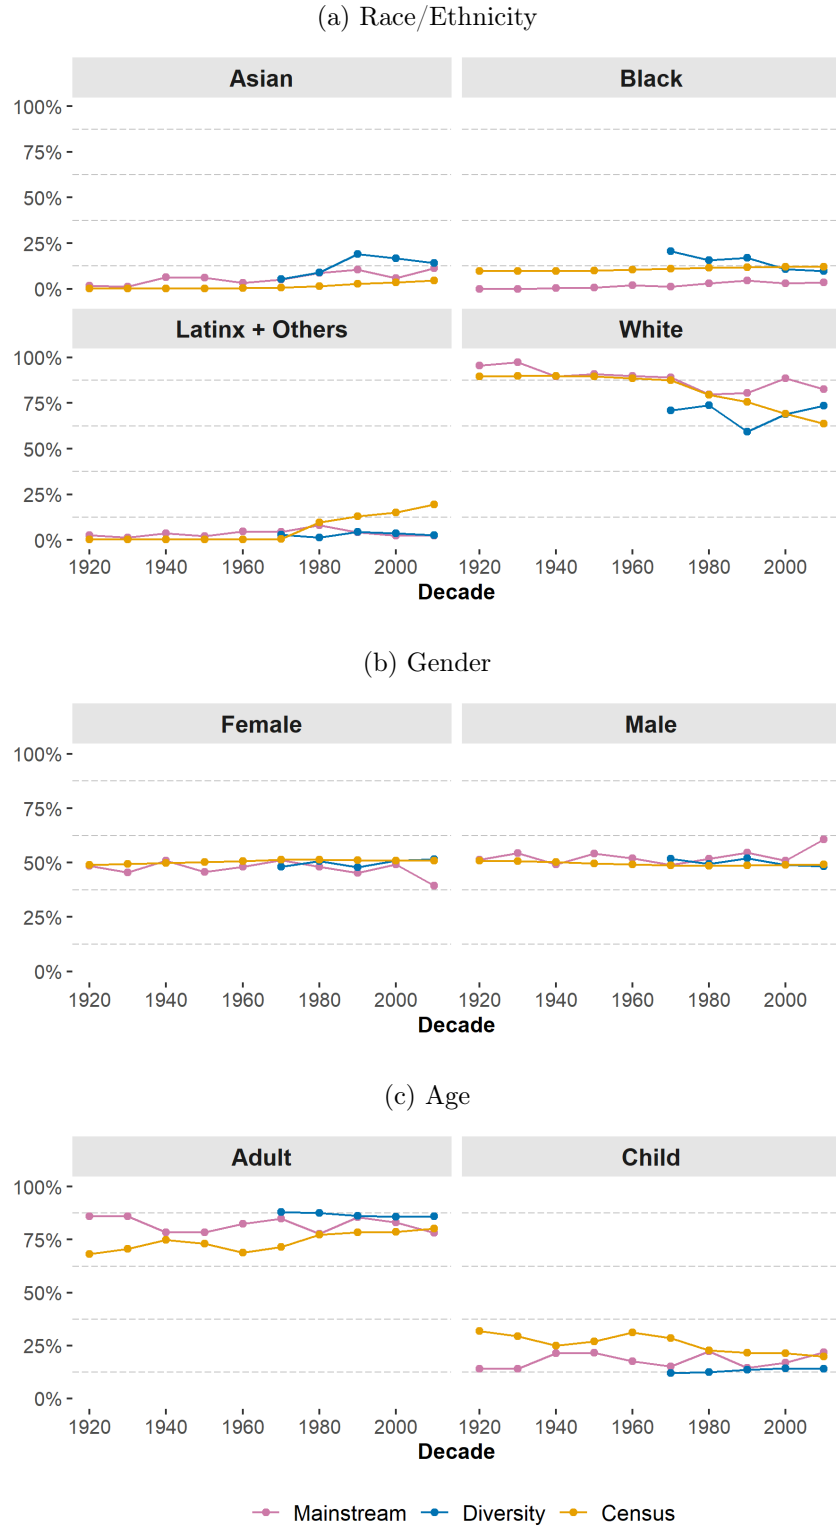 (a) Race/Ethnicity
Asian Black
100%
75%
50%
25%
0%
Latinx + Others White
100%
75%
50%
25%
0%
1920 1940 1960 1980 2000 1920 1940 1960 1980 2000
Decade
(b) Gender
Female Male
100%
75%
50%
25%
0%
1920 1940 1960 1980 2000 1920 1940 1960 1980 2000
Decade
(c) Age
Adult Child
100%
75%
50%
25%
0%
1920 1940 1960 1980 2000 1920 1940 1960 1980 2000
Decade
Mainstream Diversity Census